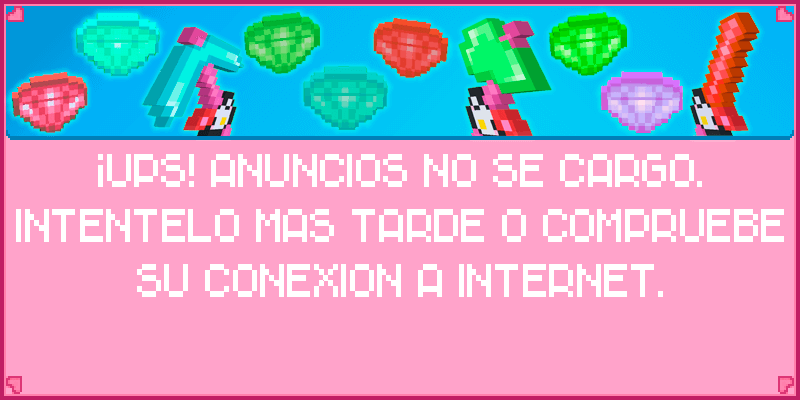 ¡UPS! ANUNCIOS NO SE CARGO.
INTENTELO MAS TARDE O COMPRUEBE
SU CONEXION A INTERNET.